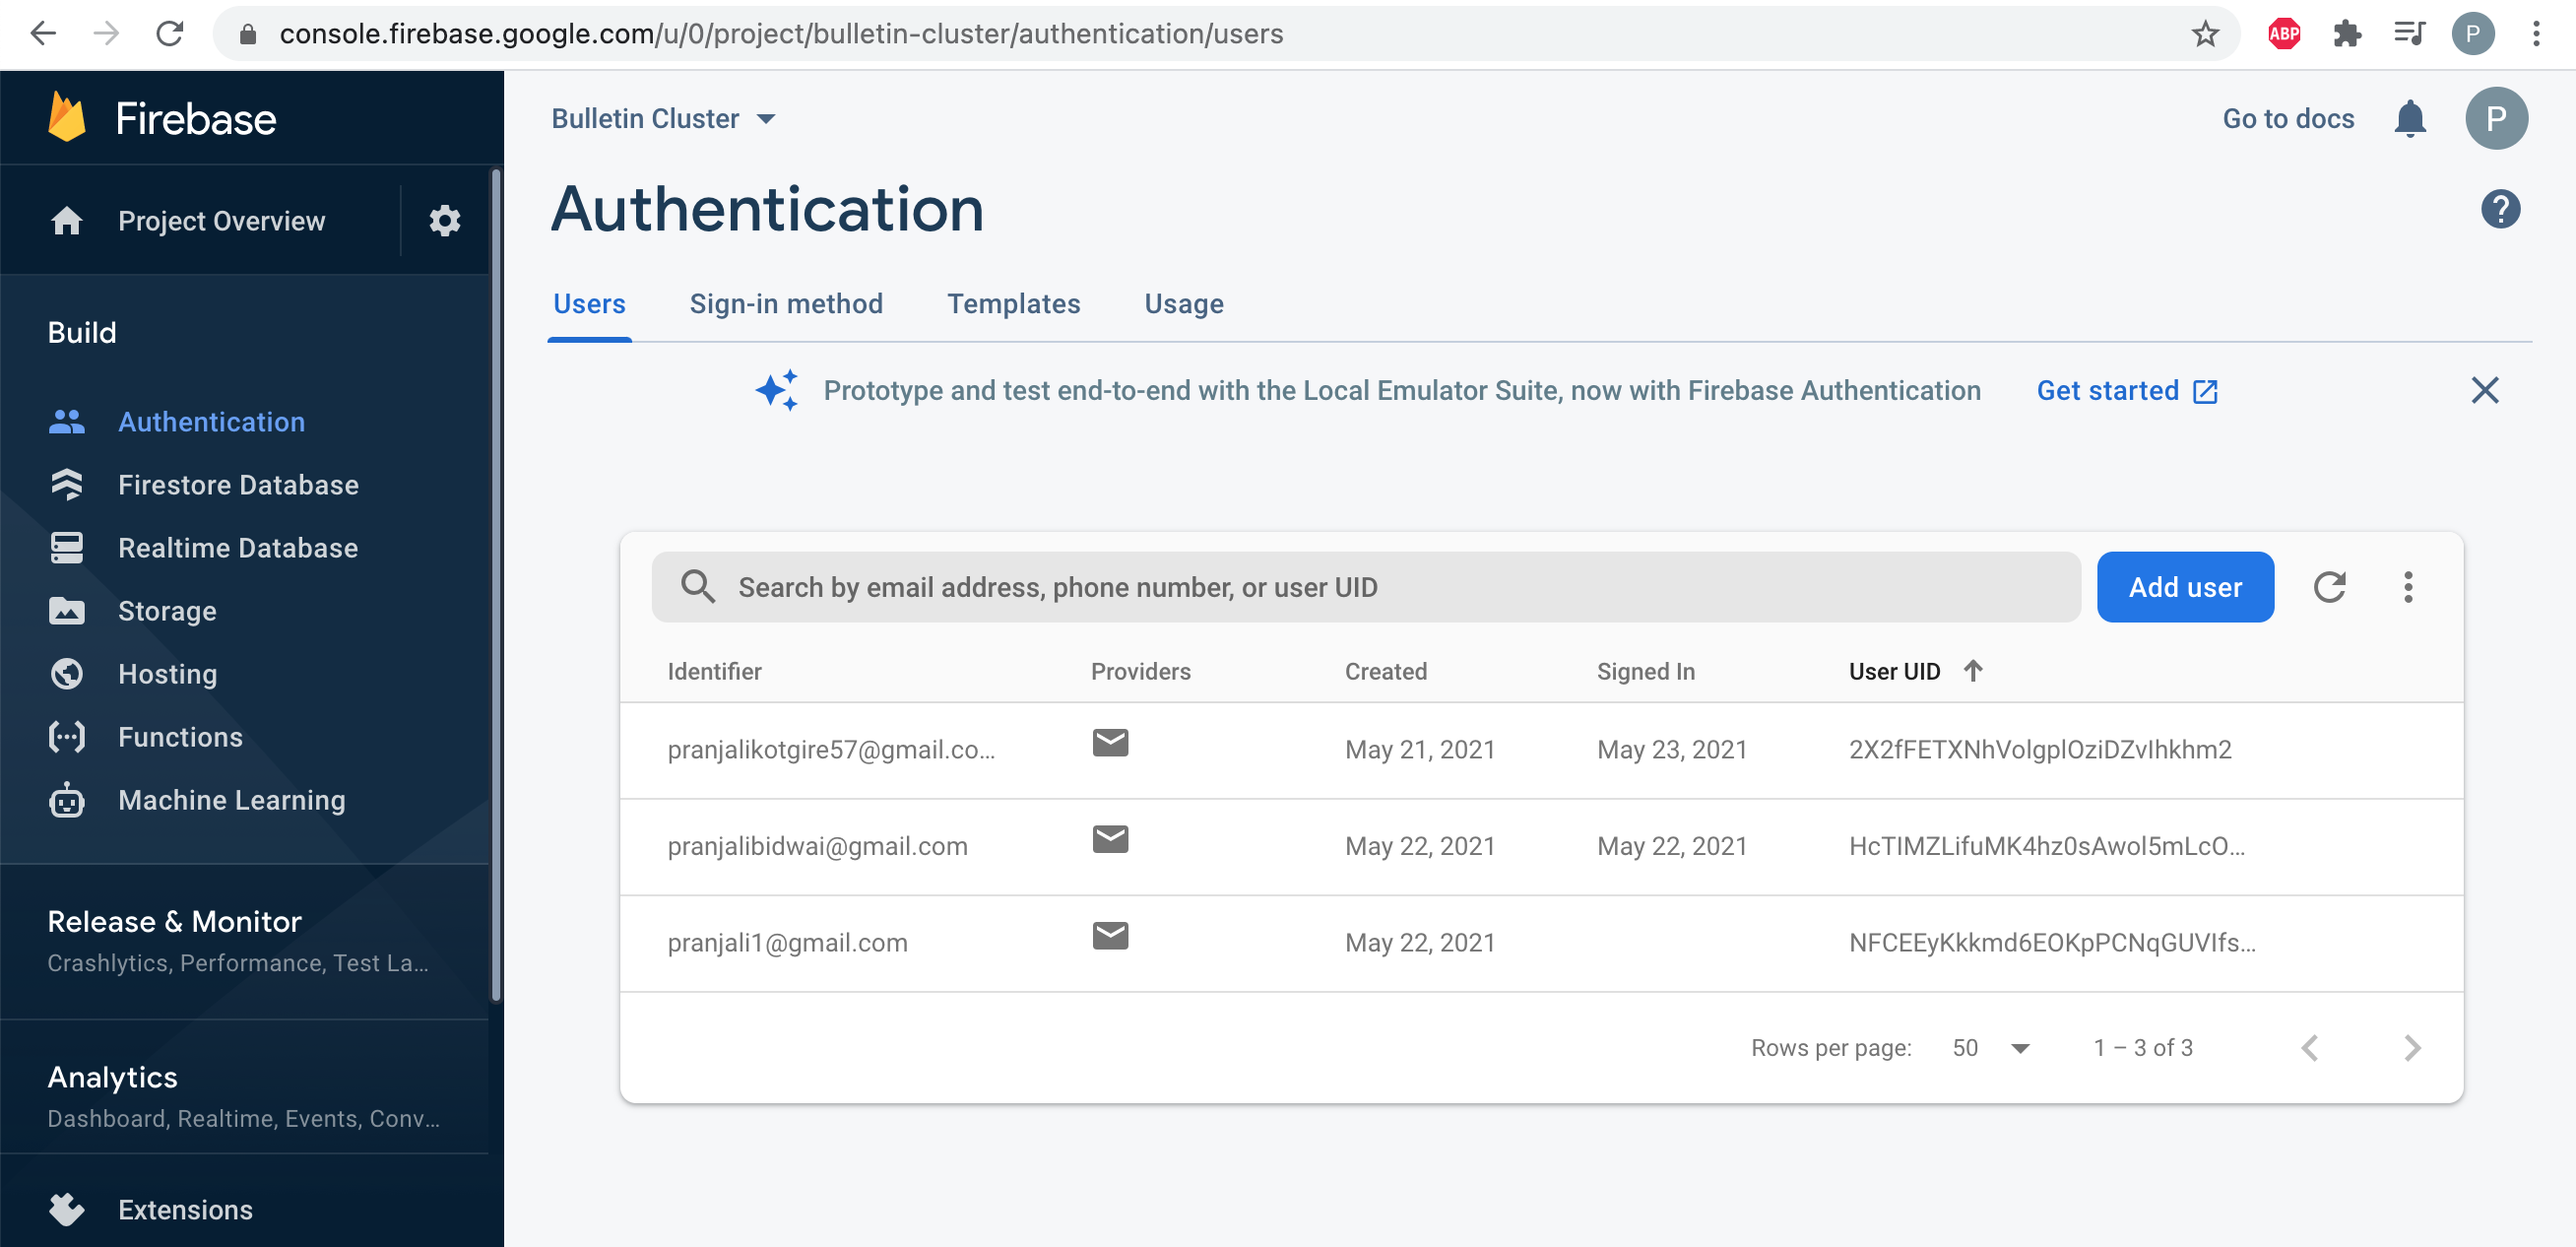 console.firebase.google.com/u/0/project/bulletin-cluster/authentication/users
ABP
P
Firebase
Bulletin Cluster
Go to docs
P
Project Overview
Authentication
?
Users Sign-in method Templates Usage
Build
Prototype and test end-to-end with the Local Emulator Suite, now with Firebase Authentication Get started
Authentication
Firestore Database
Realtime Database
Storage
Hosting
Functions
Machine Learning
Release & Monitor
Crashlytics, Performance, Test La...
Analytics
Dashboard, Realtime, Events, Conv...
Extensions
Search by email address, phone number, or user UID
Add user
Identifier Providers Created Signed In User UID
pranjalikotgire57@gmail.co... May 21, 2021 May 23, 2021 2X2fFETXNhVolgplOziDZvIhkhm2
pranjalibidwai@gmail.com May 22, 2021 May 22, 2021 HcTIMZLifuMK4hz0sAwol5mLcO...
pranjali1@gmail.com May 22, 2021 NFCEEyKkkmd6EOKpPCNqGUVIfs...
Rows per page: 50 1 – 3 of 3